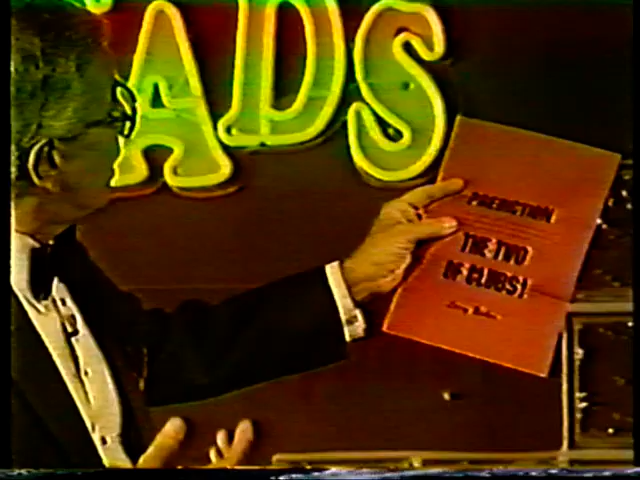 ADS
PREDICTION
THE TWO
OF CLUBS!